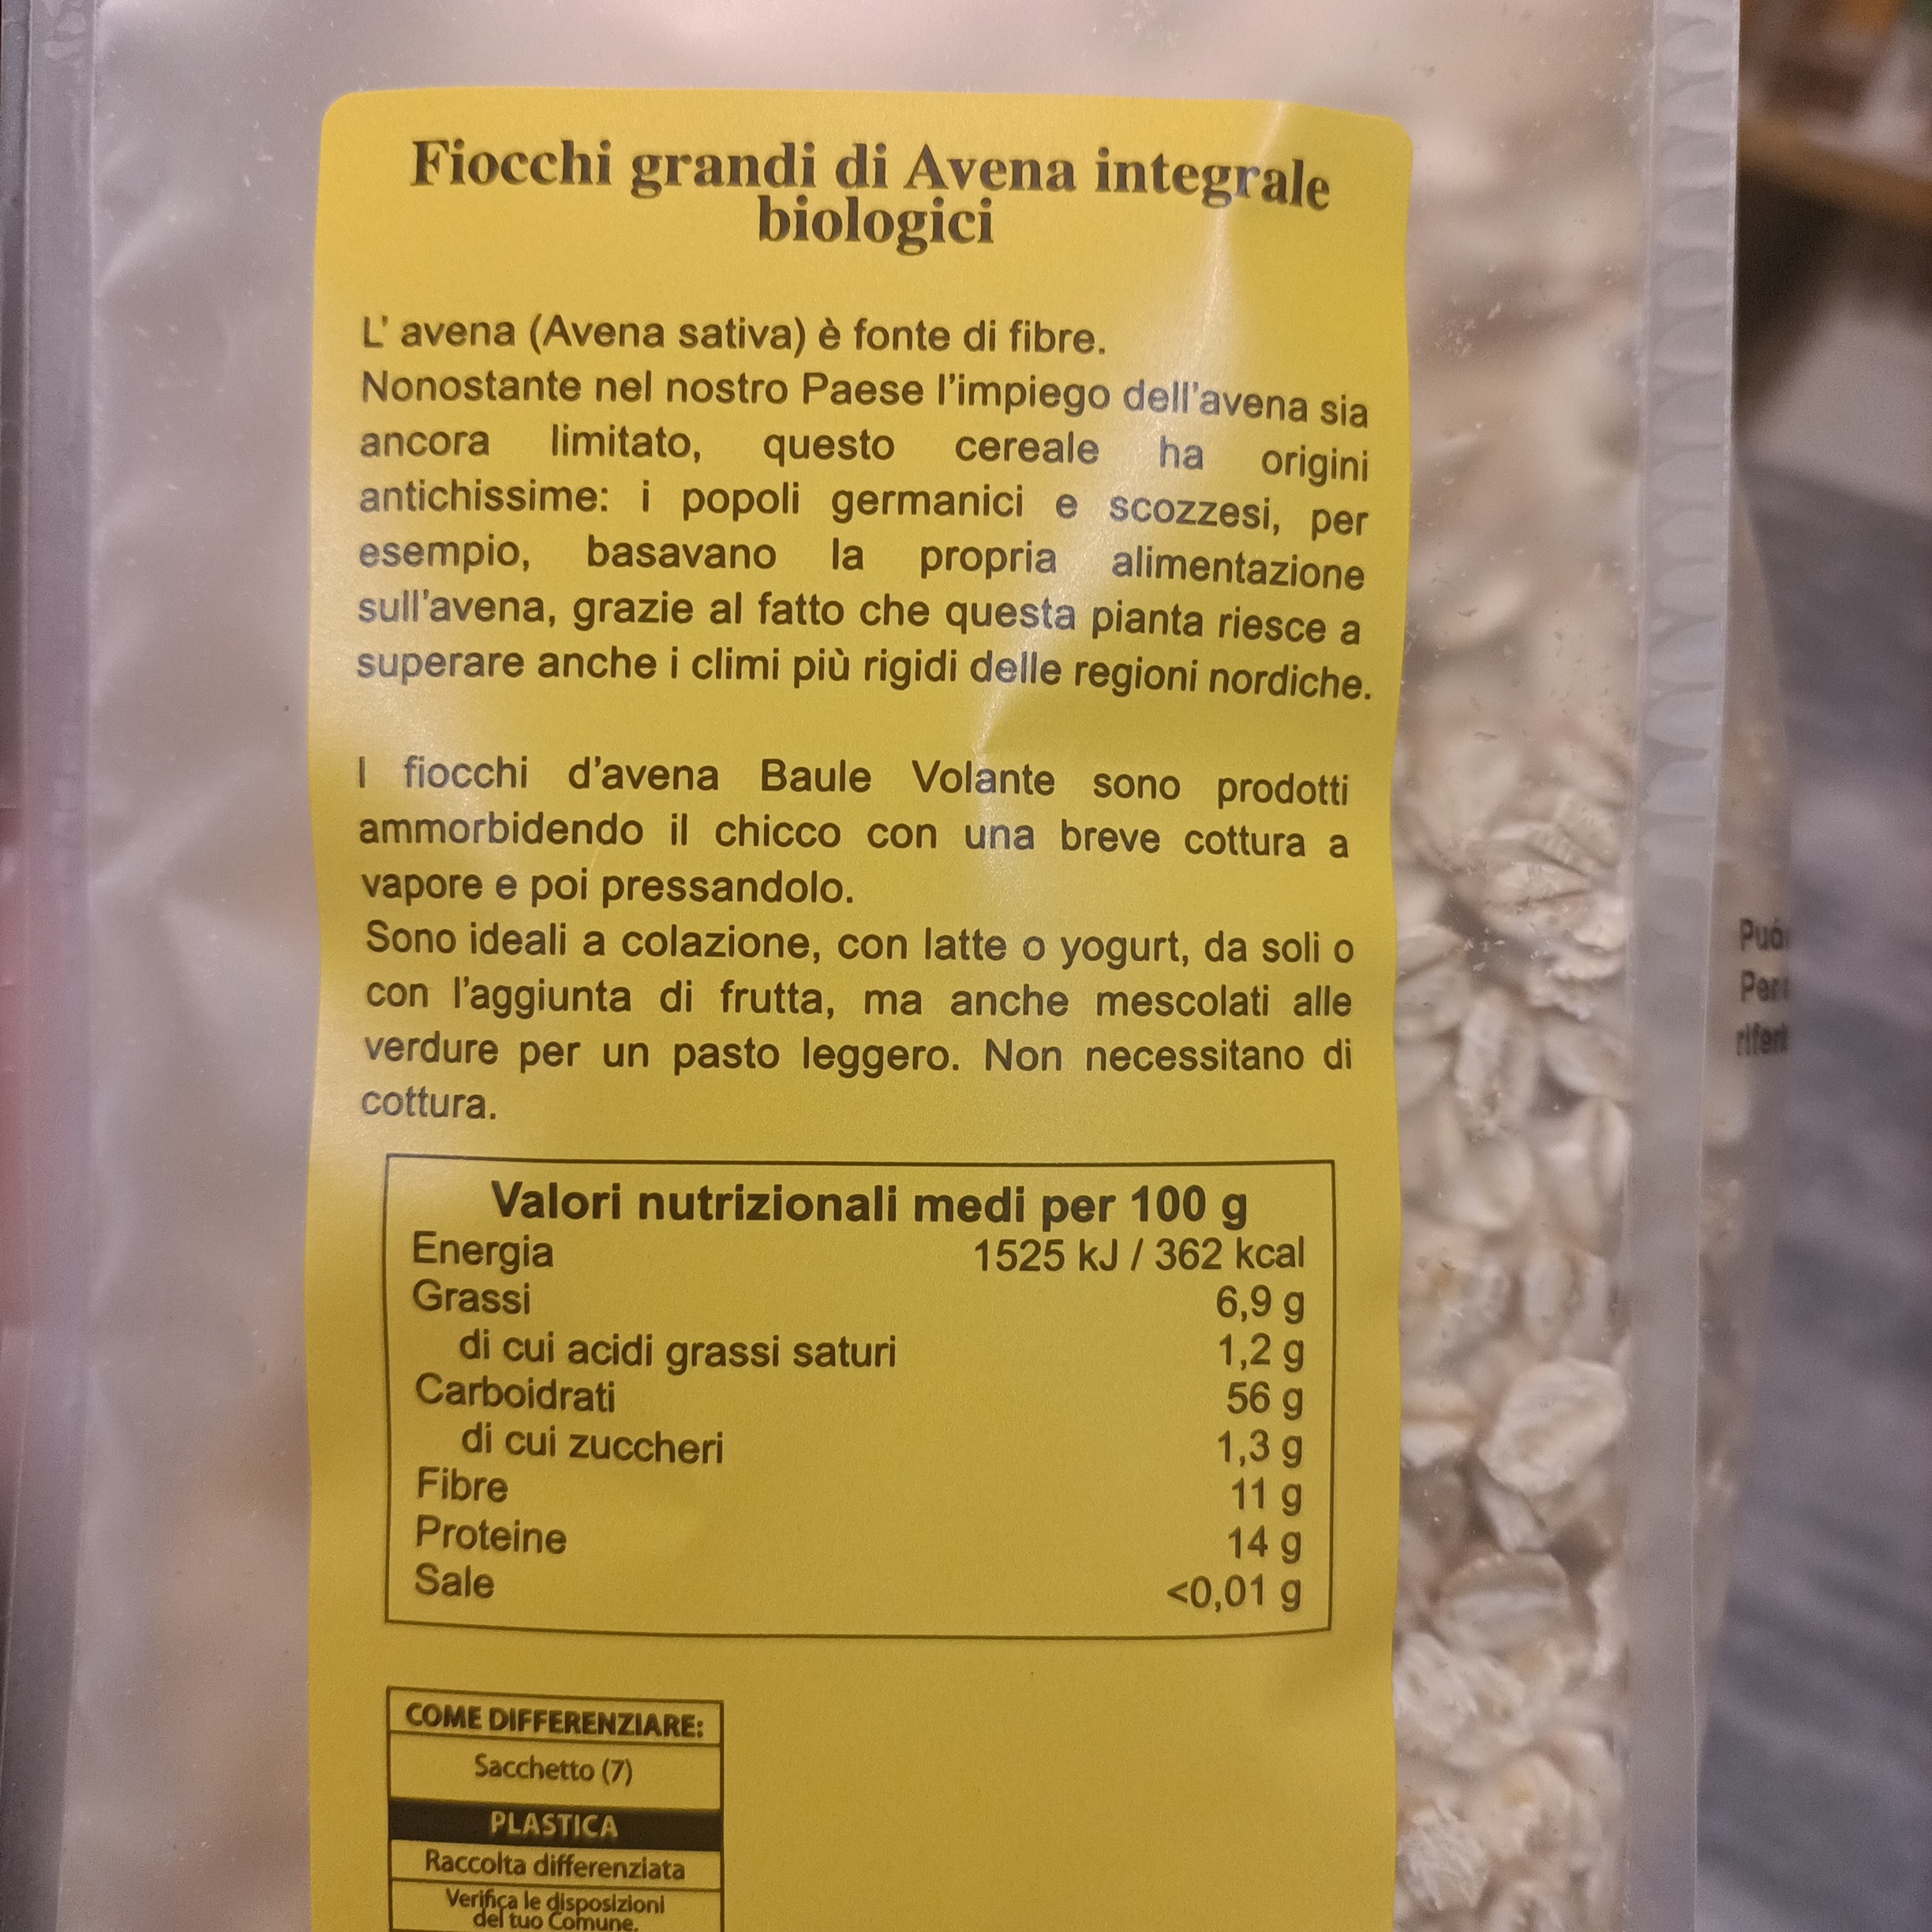 Fiocchi grandi di Avena integrale
biologici
L' avena (Avena sativa) è fonte di fibre.
Nonostante nel nostro Paese l'impiego dell'avena sia
ancora limitato, questo cereale ha origini
antichissime: i popoli germanici e scozzesi, per
esempio, basavano la propria alimentazione
sull'avena, grazie al fatto che questa pianta riesce a
superare anche i climi più rigidi delle regioni nordiche.
I fiocchi d'avena Baule Volante sono prodotti
ammorbidendo il chicco con una breve cottura a
vapore e poi pressandolo.
Sono ideali a colazione, con latte o yogurt, da soli o
con l'aggiunta di frutta, ma anche mescolati alle
verdure per un pasto leggero. Non necessitano di
cottura.
Valori nutrizionali medi per 100 g
Energia 1525 kJ / 362 kcal
Grassi 6,9 g
di cui acidi grassi saturi 1,2 g
Carboidrati 56 g
di cui zuccheri 1,3 g
Fibre 11 g
Proteine 14 g
Sale <0,01 g
COME DIFFERENZIARE:
Sacchetto (7)
PLASTICA
Raccolta differenziata
Verifica le disposizioni
del tuo Comune.
Può